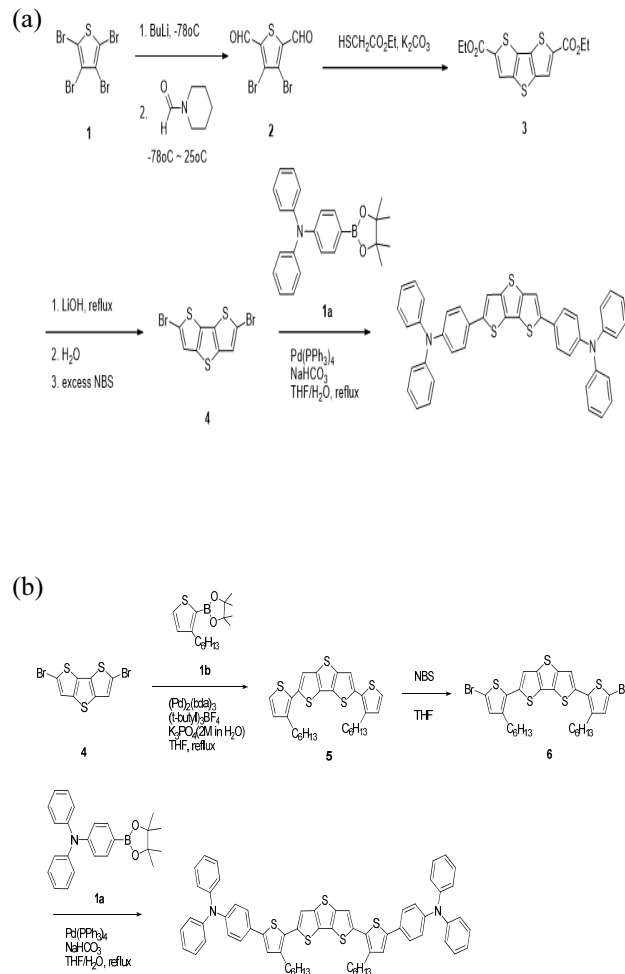 (a)
Br S Br
Br Br
1
1. BuLi, -78oC
2.
O
H
N
-78oC ~ 25oC
OHC S CHO
Br Br
2
HSCH2CO2Et, K2CO3
EtO2C S S CO2Et
S
3
1. LiOH, reflux
2. H2O
3. excess NBS
Br S S Br
S
4
N
B
O
O
1a
Pd(PPh3)4
NaHCO3
THF/H2O, reflux
S
S S
N N
(b)
Br S S Br
S
4
S
B
O
O
C6H13
1b
(Pd)2(bda)3
(t-butyl)3BF4
K3PO4(2M in H2O)
THF, reflux
S
S S S S
C6H13 C6H13
5
NBS
THF
S
Br S S S S B
C6H13 C6H13
6
N
B
O
O
1a
Pd(PPh3)4
NaHCO3
THF/H2O, reflux
S
N S S S S N
C6H13 C6H13